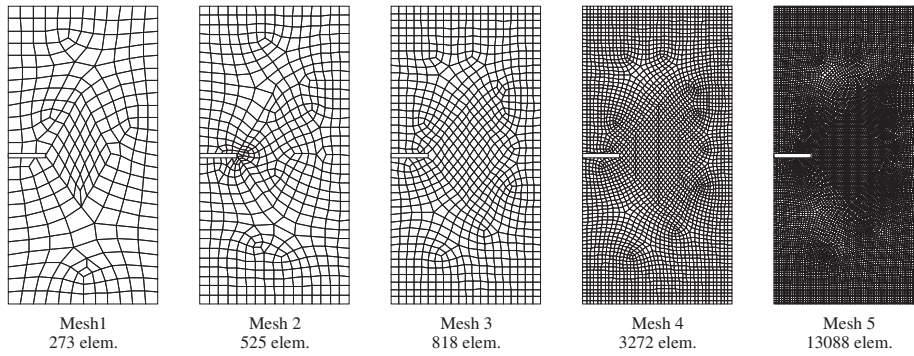 Mesh1
273 elem.
Mesh 2
525 elem.
Mesh 3
818 elem.
Mesh 4
3272 elem.
Mesh 5
13088 elem.